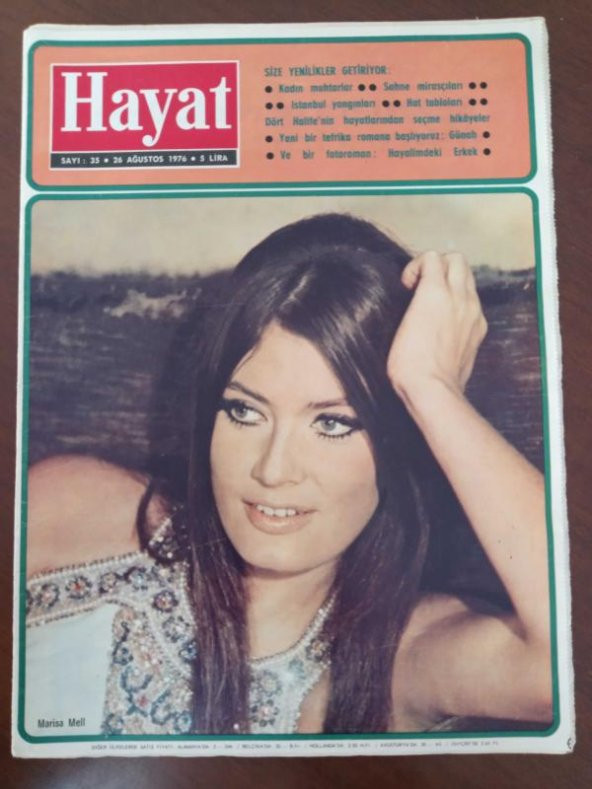 Hayat
SAYI : 35 • 26 AĞUSTOS 1976 • 5 LİRA
SİZE YENİLİKLER GETİRİYOR:
● Kadın muhtarlar ●● Sahne mirasçıları ●●
●● İstanbul yangınları ●● Hat tabloları ●●
Dört Halife'nin hayatlarından seçme hikâyeler
● Yeni bir tefrika romana başlıyoruz: Günah ●
● Ve bir fotoroman: Hayalimdeki Erkek ●
Marisa Mell